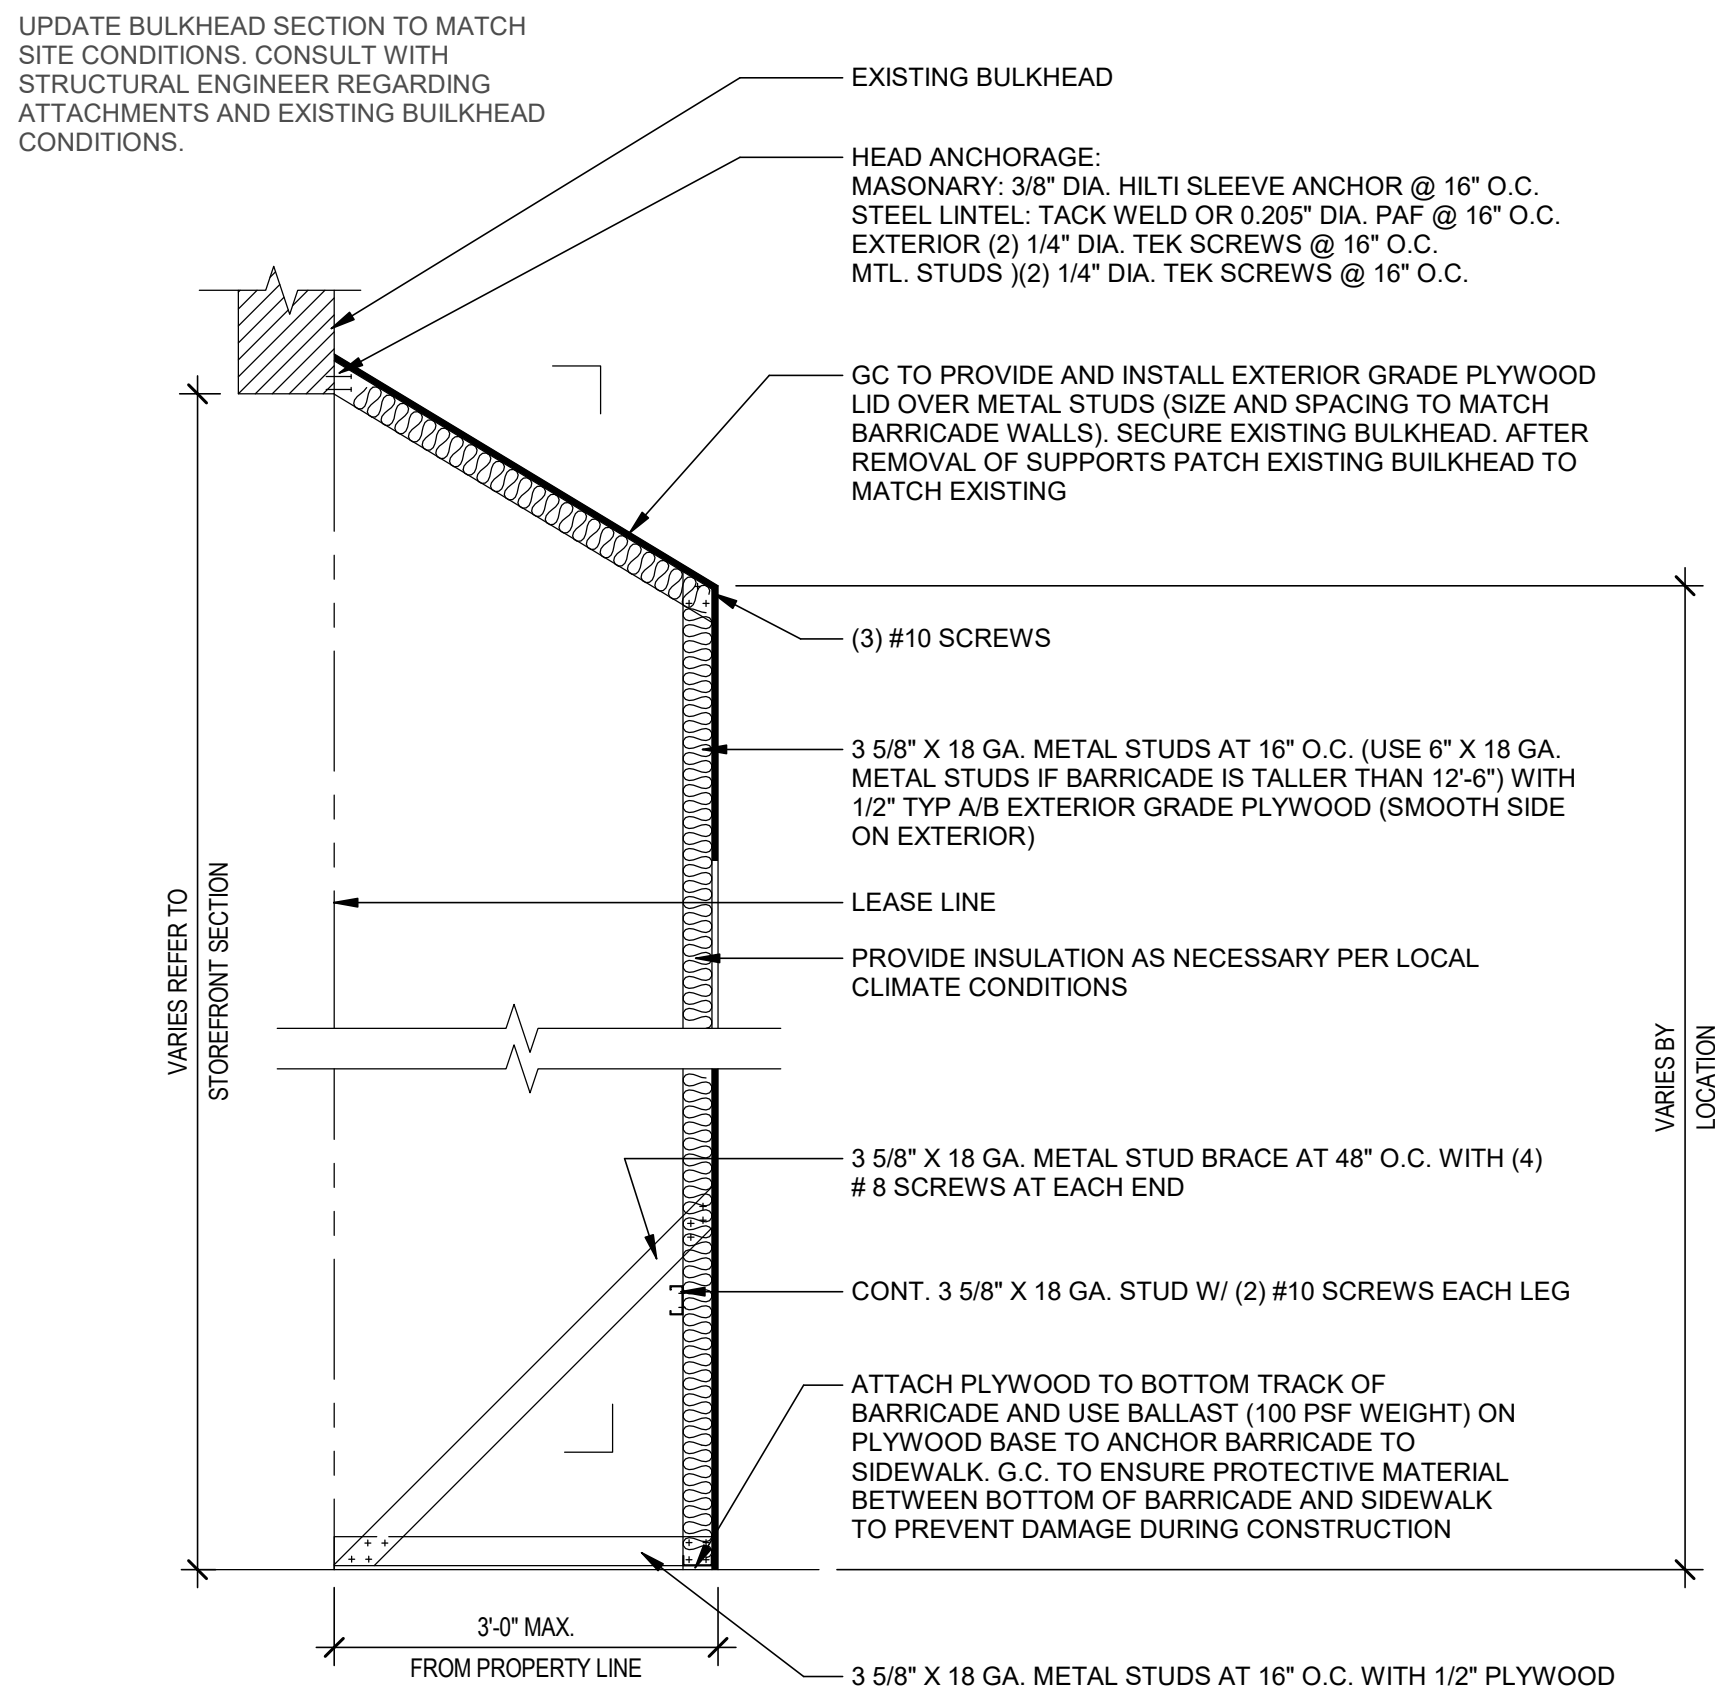 UPDATE BULKHEAD SECTION TO MATCH
SITE CONDITIONS. CONSULT WITH
STRUCTURAL ENGINEER REGARDING
ATTACHMENTS AND EXISTING BUILKHEAD
CONDITIONS.
EXISTING BULKHEAD
HEAD ANCHORAGE:
MASONARY: 3/8" DIA. HILTI SLEEVE ANCHOR @ 16" O.C.
STEEL LINTEL: TACK WELD OR 0.205" DIA. PAF @ 16" O.C.
EXTERIOR (2) 1/4" DIA. TEK SCREWS @ 16" O.C.
MTL. STUDS )(2) 1/4" DIA. TEK SCREWS @ 16" O.C.
GC TO PROVIDE AND INSTALL EXTERIOR GRADE PLYWOOD
LID OVER METAL STUDS (SIZE AND SPACING TO MATCH
BARRICADE WALLS). SECURE EXISTING BULKHEAD. AFTER
REMOVAL OF SUPPORTS PATCH EXISTING BUILKHEAD TO
MATCH EXISTING
(3) #10 SCREWS
3 5/8" X 18 GA. METAL STUDS AT 16" O.C. (USE 6" X 18 GA.
METAL STUDS IF BARRICADE IS TALLER THAN 12'-6") WITH
1/2" TYP A/B EXTERIOR GRADE PLYWOOD (SMOOTH SIDE
ON EXTERIOR)
LEASE LINE
PROVIDE INSULATION AS NECESSARY PER LOCAL
CLIMATE CONDITIONS
VARIES REFER TO
STOREFRONT SECTION
VARIES BY
LOCATION
3 5/8" X 18 GA. METAL STUD BRACE AT 48" O.C. WITH (4)
# 8 SCREWS AT EACH END
CONT. 3 5/8" X 18 GA. STUD W/ (2) #10 SCREWS EACH LEG
ATTACH PLYWOOD TO BOTTOM TRACK OF
BARRICADE AND USE BALLAST (100 PSF WEIGHT) ON
PLYWOOD BASE TO ANCHOR BARRICADE TO
SIDEWALK. G.C. TO ENSURE PROTECTIVE MATERIAL
BETWEEN BOTTOM OF BARRICADE AND SIDEWALK
TO PREVENT DAMAGE DURING CONSTRUCTION
3'-0" MAX.
FROM PROPERTY LINE
3 5/8" X 18 GA. METAL STUDS AT 16" O.C. WITH 1/2" PLYWOOD